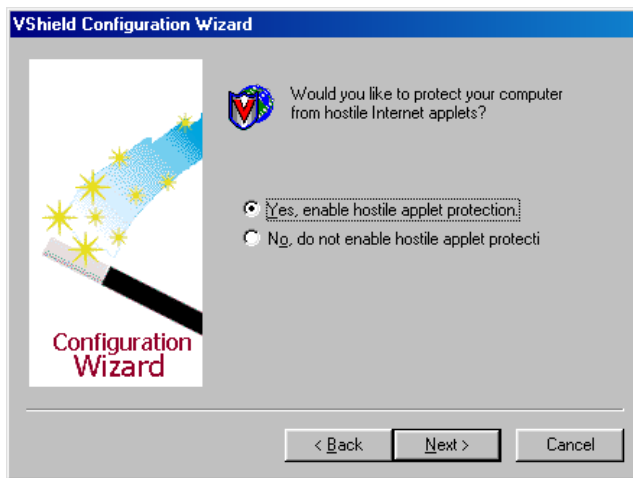 VShield Configuration Wizard
Would you like to protect your computer
from hostile Internet applets?
Yes, enable hostile applet protection.
No, do not enable hostile applet protecti
Configuration
Wizard
< Back
Next >
Cancel